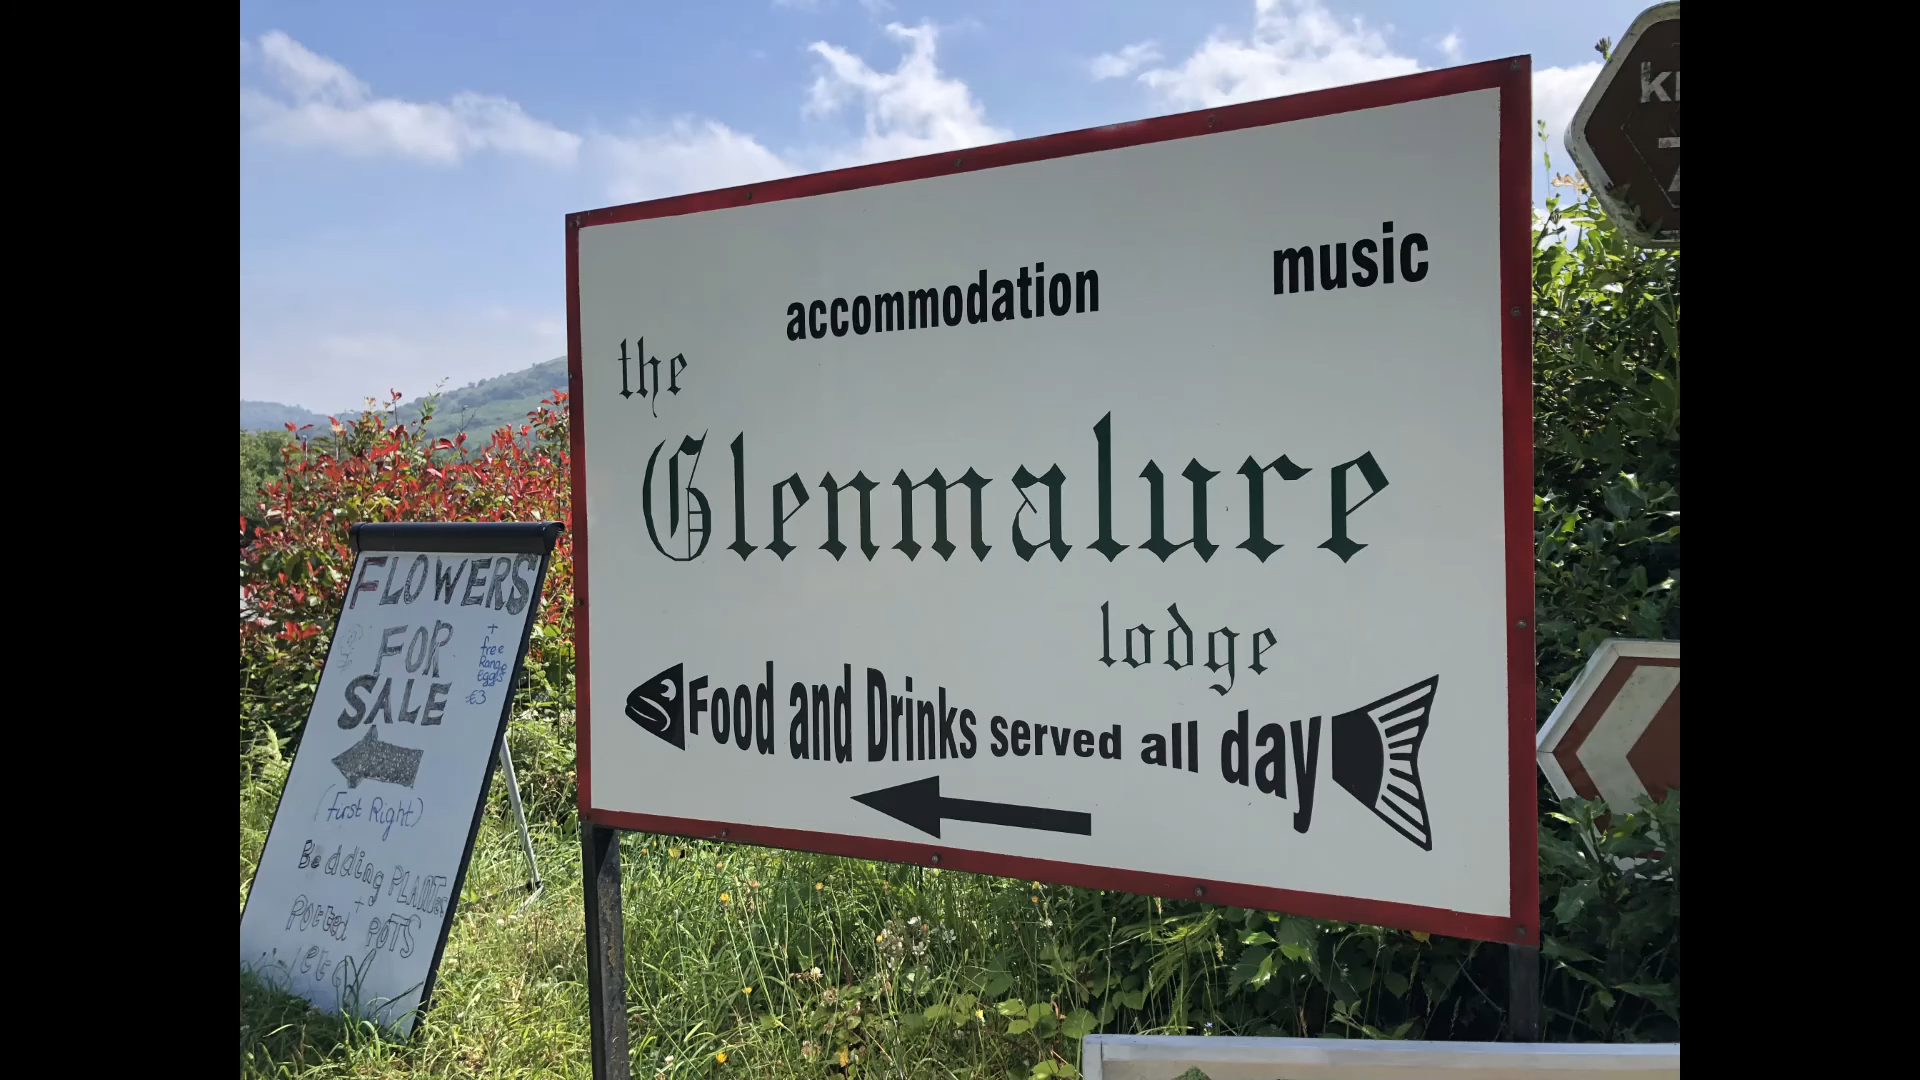 accommodation music
the
Glenmalure
lodge
Food and Drinks served all day
FLOWERS
FOR
SALE
+
free
Range
Eggs
€3
(first Right)
Bedding PLANTS
+
Potted POTS